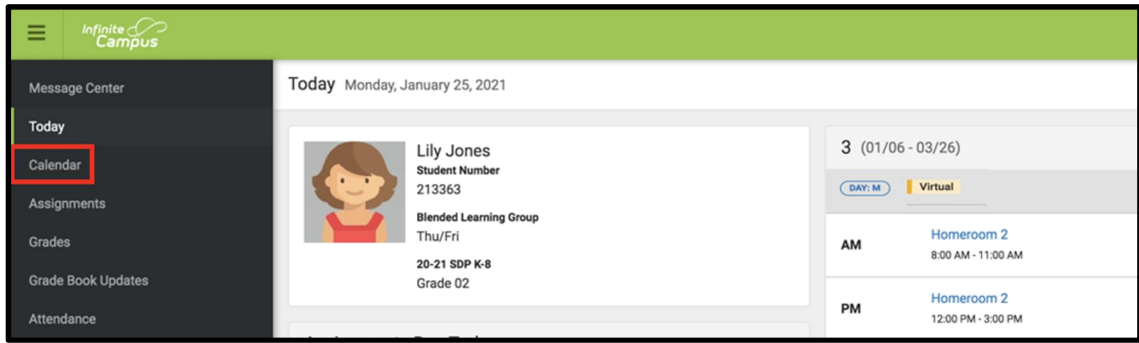 Infinite
Campus
Message Center
Today
Calendar
Assignments
Grades
Grade Book Updates
Attendance
Today Monday, January 25, 2021
Lily Jones
Student Number
213363
Blended Learning Group
Thu/Fri
20-21 SDP K-8
Grade 02
3 (01/06 - 03/26)
DAY: M Virtual
AM Homeroom 2
8:00 AM - 11:00 AM
PM Homeroom 2
12:00 PM - 3:00 PM